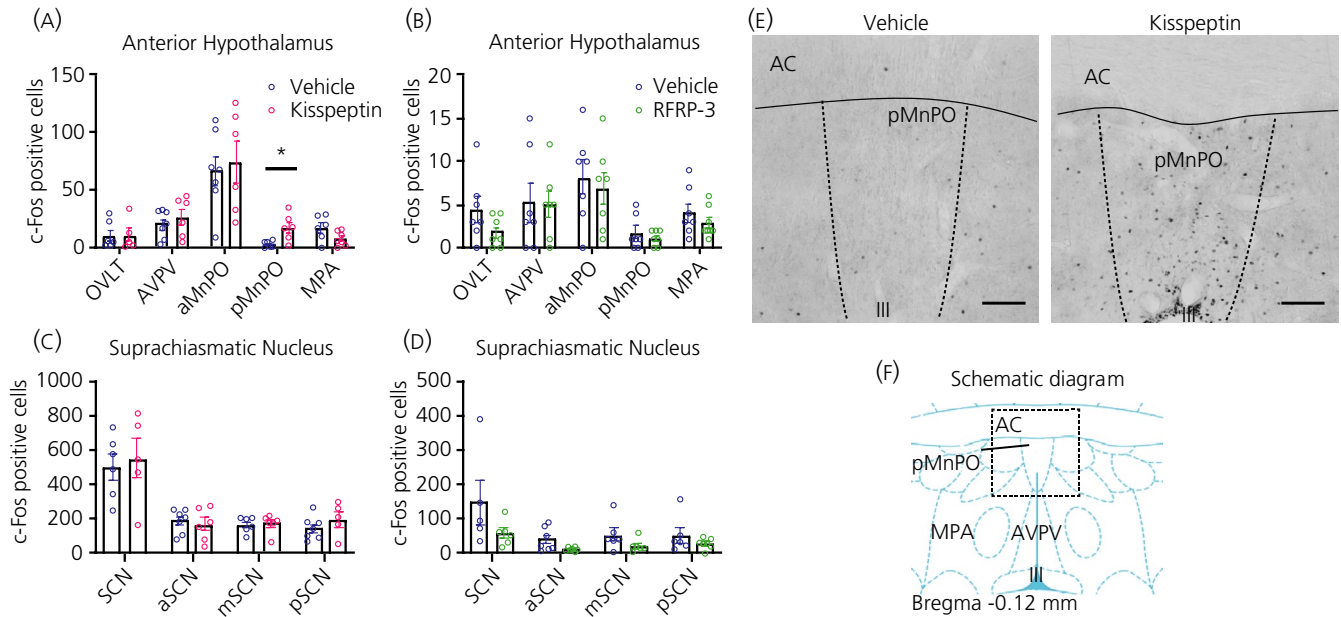 (A)
Anterior Hypothalamus
c-Fos positive cells
150
100
50
0
Vehicle
Kisspeptin
*
OVLT
AVPV
aMnPO
pMnPO
MPA
(B)
Anterior Hypothalamus
c-Fos positive cells
20
15
10
5
0
Vehicle
RFRP-3
OVLT
AVPV
aMnPO
pMnPO
MPA
(C)
Suprachiasmatic Nucleus
c-Fos positive cells
1000
800
600
400
200
0
SCN
aSCN
mSCN
pSCN
(D)
Suprachiasmatic Nucleus
c-Fos positive cells
500
400
300
200
100
0
SCN
aSCN
mSCN
pSCN
(E)
Vehicle
AC
pMnPO
III
Kisspeptin
AC
pMnPO
III
(F)
Schematic diagram
AC
pMnPO
MPA
AVPV
III
Bregma -0.12 mm